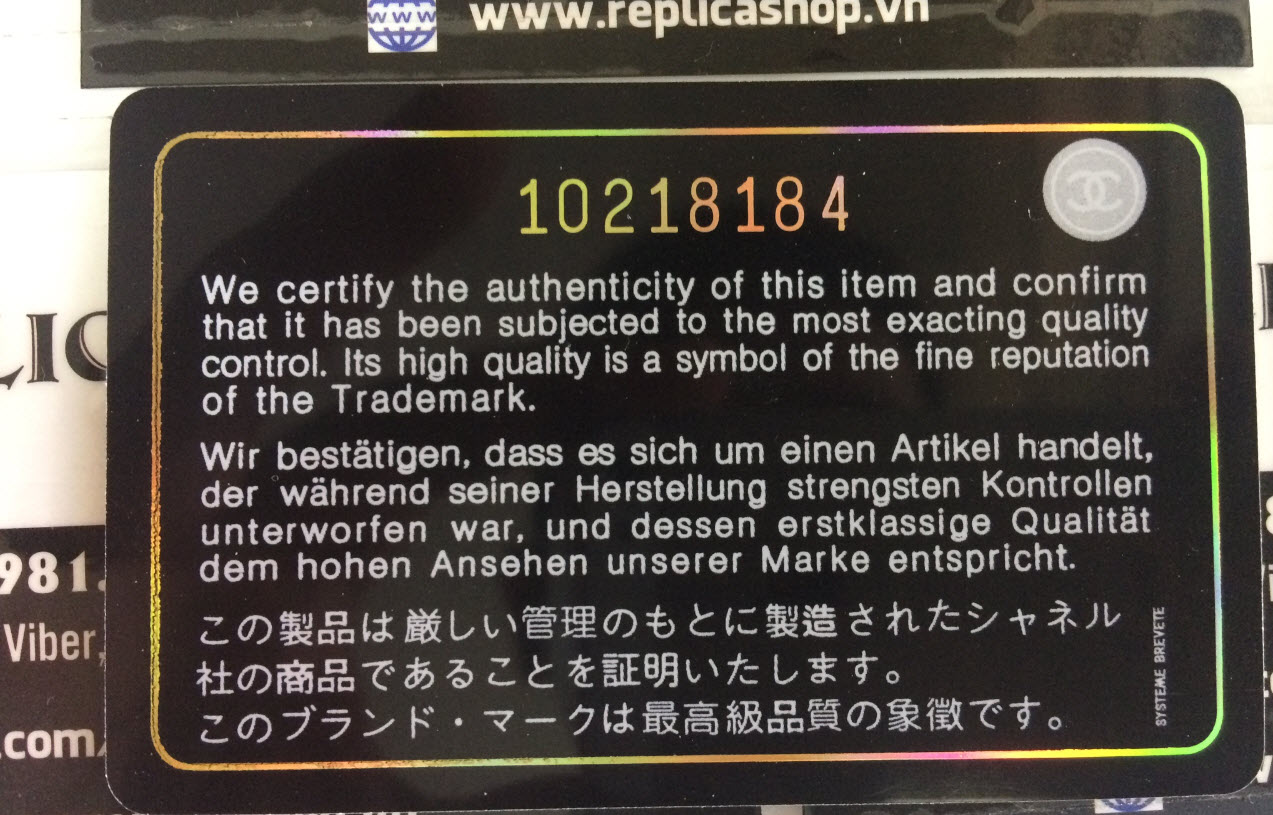 www
www.replicashop.vn
10218184
We certify the authenticity of this item and confirm
that it has been subjected to the most exacting quality
control. Its high quality is a symbol of the fine reputation
of the Trademark.
Wir bestätigen, dass es sich um einen Artikel handelt,
der während seiner Herstellung strengsten Kontrollen
unterworfen war, und dessen erstklassige Qualität
dem hohen Ansehen unserer Marke entspricht.
この製品は厳しい管理のもとに製造されたシャネル
社の商品であることを証明いたします。
このブランド・マークは最高級品質の象徴です。
SYSTEME BREVETE
981.
Viber,
.com/